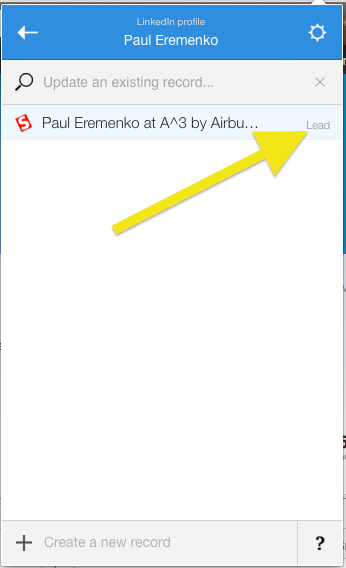 LinkedIn profile
Paul Eremenko
Update an existing record...
S Paul Eremenko at A^3 by Airbu… Lead
Create a new record
?